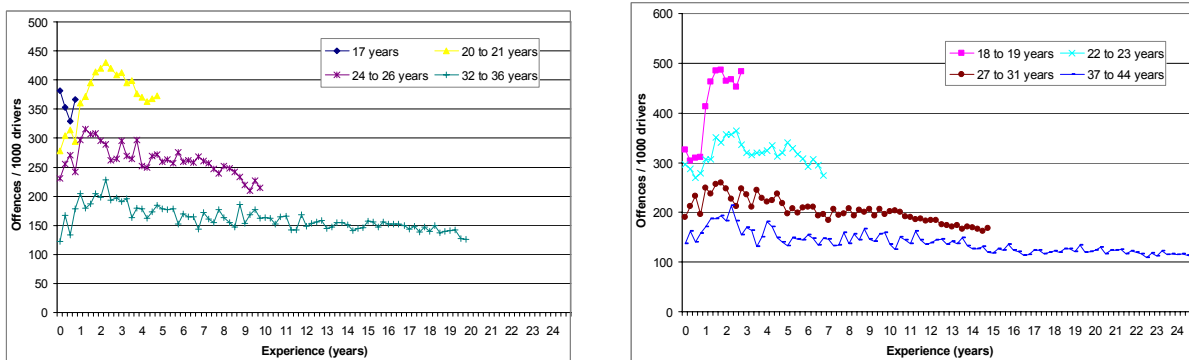 500
450
400
350
300
250
200
150
100
50
0
Offences / 1000 drivers
17 years
20 to 21 years
24 to 26 years
32 to 36 years
0 1 2 3 4 5 6 7 8 9 10 11 12 13 14 15 16 17 18 19 20 21 22 23 24
Experience (years)
600
500
400
300
200
100
0
Offences / 1000 drivers
18 to 19 years
22 to 23 years
27 to 31 years
37 to 44 years
0 1 2 3 4 5 6 7 8 9 10 11 12 13 14 15 16 17 18 19 20 21 22 23 24
Experience (years)